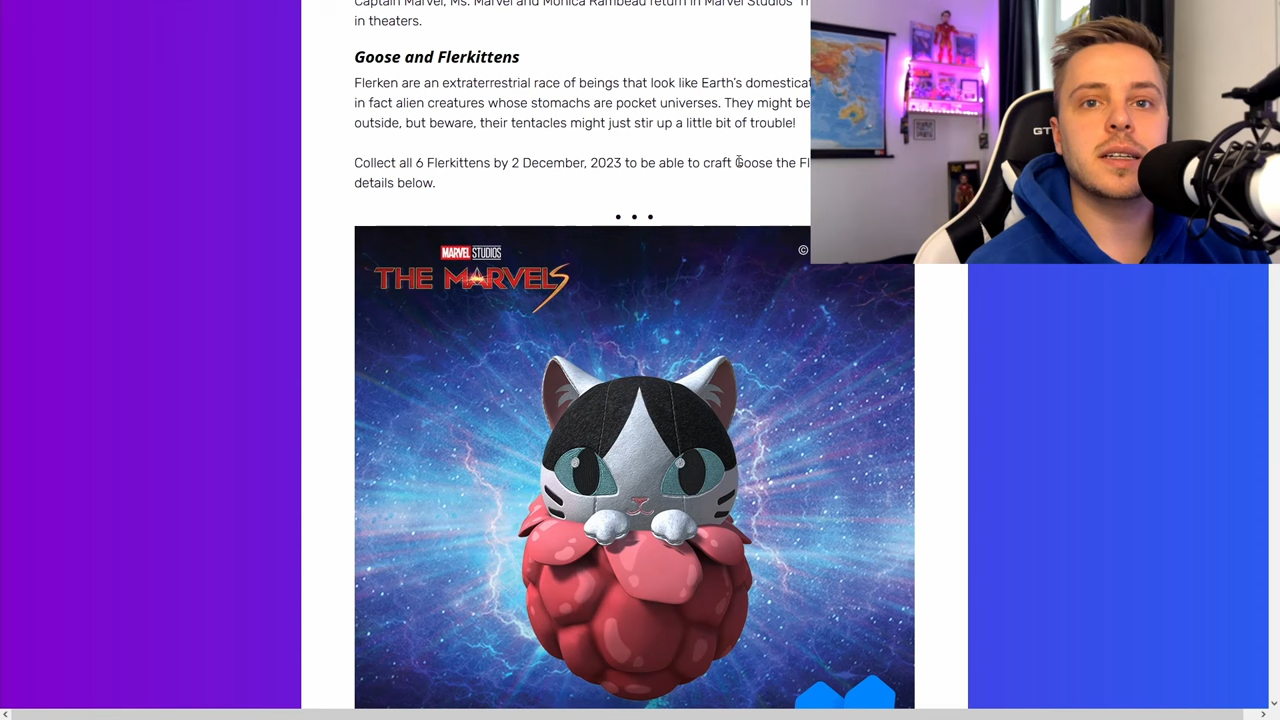 Captain Marvel, Ms. Marvel and Monica Rambeau return in Marvel Studios'
in theaters.
Goose and Flerkittens
Flerken are an extraterrestrial race of beings that look like Earth's
in fact alien creatures whose stomachs are pocket universes. They might be
outside, but beware, their tentacles might just stir up a little bit of trouble!
Collect all 6 Flerkittens by 2 December, 2023 to be able to craft Goose the
details below.
• • •
MARVEL STUDIOS
©
THE MARVELS
GT